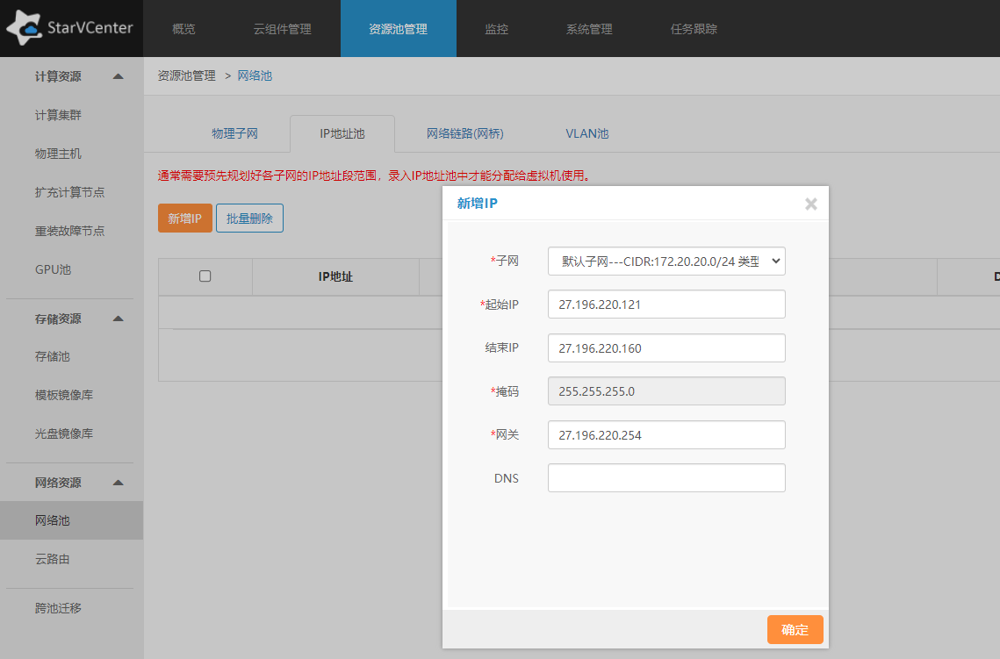 StarVCenter
概览
云组件管理
资源池管理
监控
系统管理
任务跟踪
计算资源
计算集群
物理主机
扩充计算节点
重装故障节点
GPU池
存储资源
存储池
模板镜像库
光盘镜像库
网络资源
网络池
云路由
跨池迁移
资源池管理 > 网络池
物理子网
IP地址池
网络链路(网桥)
VLAN池
通常需要预先规划好各子网的IP地址段范围，录入IP地址池中才能分配给虚拟机使用。
新增IP
批量删除
IP地址
D
新增IP
×
*子网
默认子网---CIDR:172.20.20.0/24 类型
*起始IP
27.196.220.121
结束IP
27.196.220.160
*掩码
255.255.255.0
*网关
27.196.220.254
DNS
确定